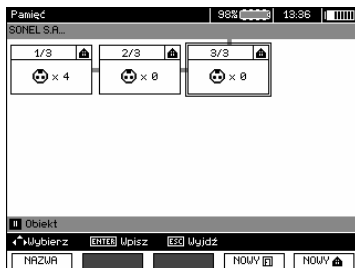 Pamięć 98% 13:36
SONEL S.A...
1/3 2/3 3/3
× 4 × 0 × 0
Obiekt
Wybierz ENTER Wpisz ESC Wyjdź
NAZWA NOWY NOWY